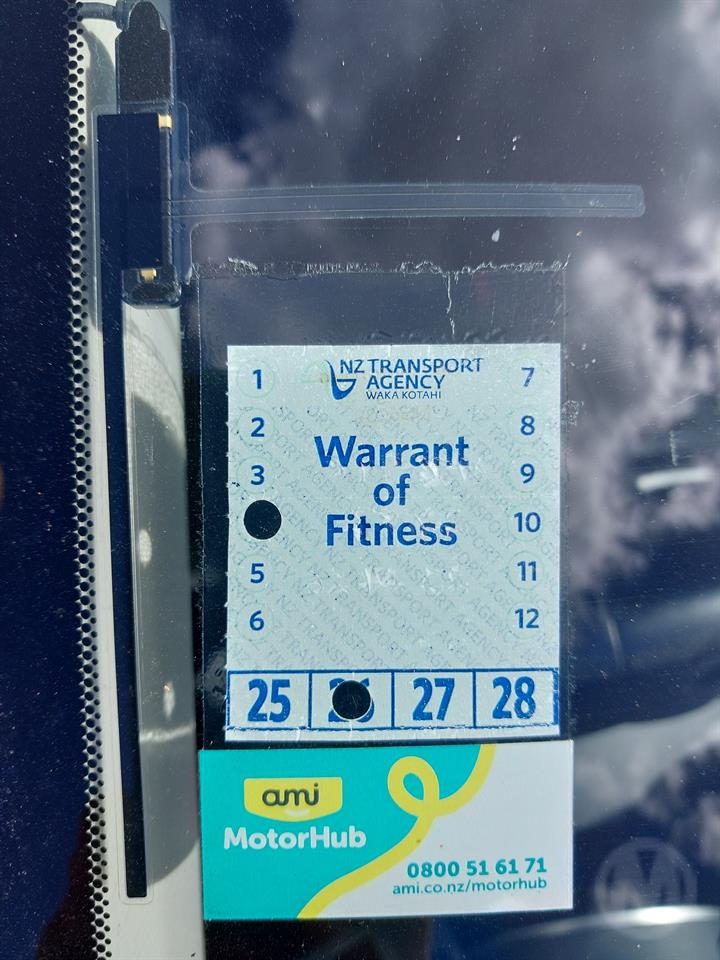 1 NZ TRANSPORT 7
AGENCY
WAKA KOTAHI
2 8
Warrant
3 of 9
Fitness 10
5 11
6 12
25 26 27 28
ami
MotorHub
0800 51 61 71
ami.co.nz/motorhub
M